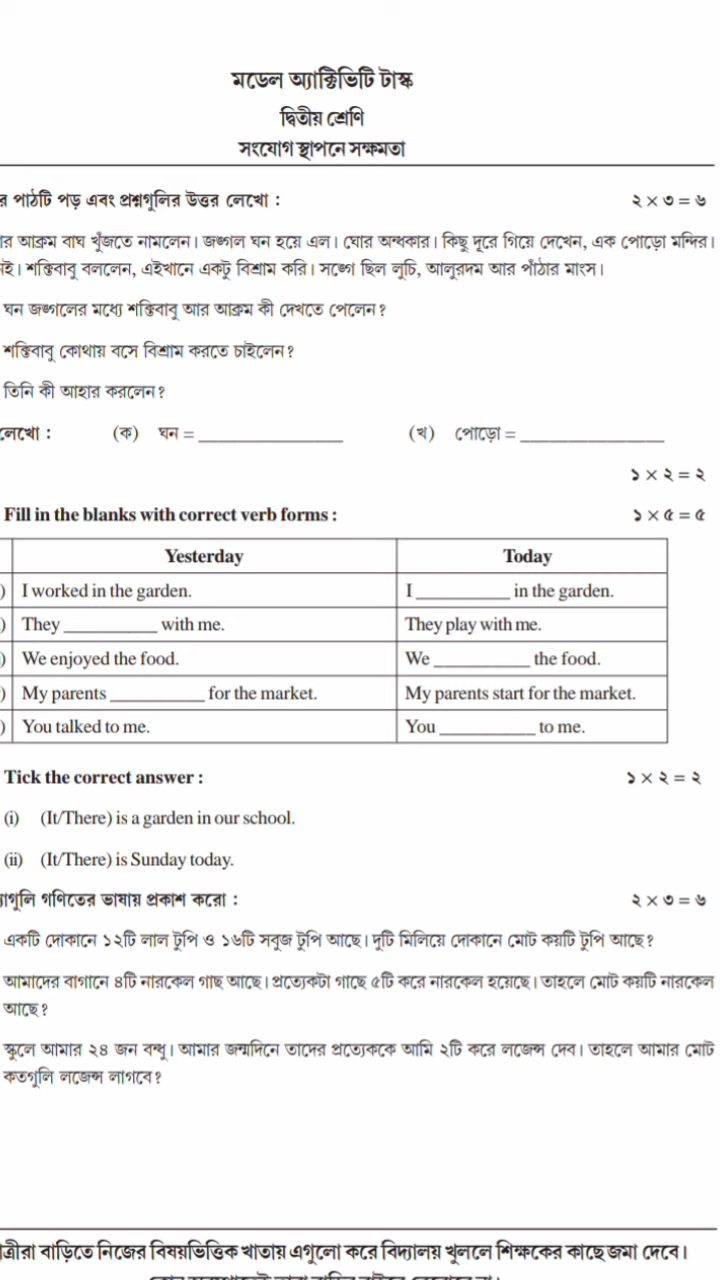 মডেল অ্যাক্টিভিটি টাস্ক
দ্বিতীয় শ্রেণি
সংযোগ স্থাপনে সক্ষমতা
র পাঠটি পড় এবং প্রশ্নগুলির উত্তর লেখো : ২ × ৩ = ৬
র আক্রম বাঘ খুঁজতে নামলেন। জঙ্গল ঘন হয়ে এল। ঘোর অন্ধকার। কিছু দূরে গিয়ে দেখেন, এক পোড়ো মন্দির।
ই। শক্তিবাবু বললেন, এইখানে একটু বিশ্রাম করি। সঙ্গে ছিল লুচি, আলুরদম আর পাঁঠার মাংস।
ঘন জঙ্গলের মধ্যে শক্তিবাবু আর আক্রম কী দেখতে পেলেন?
শক্তিবাবু কোথায় বসে বিশ্রাম করতে চাইলেন?
তিনি কী আহার করলেন?
লেখো : (ক) ঘন = _______________ (খ) পোড়ো = _______________
১ × ২ = ২
Fill in the blanks with correct verb forms : ১ × ৫ = ৫
Yesterday Today
) I worked in the garden. I __________ in the garden.
) They __________ with me. They play with me.
) We enjoyed the food. We __________ the food.
) My parents __________ for the market. My parents start for the market.
) You talked to me. You __________ to me.
Tick the correct answer : ১ × ২ = ২
(i) (It/There) is a garden in our school.
(ii) (It/There) is Sunday today.
গুলি গণিতের ভাষায় প্রকাশ করো : ২ × ৩ = ৬
একটি দোকানে ১২টি লাল টুপি ও ১৬টি সবুজ টুপি আছে। দুটি মিলিয়ে দোকানে মোট কয়টি টুপি আছে?
আমাদের বাগানে ৪টি নারকেল গাছ আছে। প্রত্যেকটা গাছে ৫টি করে নারকেল হয়েছে। তাহলে মোট কয়টি নারকেল
আছে?
স্কুলে আমার ২৪ জন বন্ধু। আমার জন্মদিনে তাদের প্রত্যেককে আমি ২টি করে লজেন্স দেব। তাহলে আমার মোট
কতগুলি লজেন্স লাগবে?
ত্রীরা বাড়িতে নিজের বিষয়ভিত্তিক খাতায় এগুলো করে বিদ্যালয় খুললে শিক্ষকের কাছে জমা দেবে।